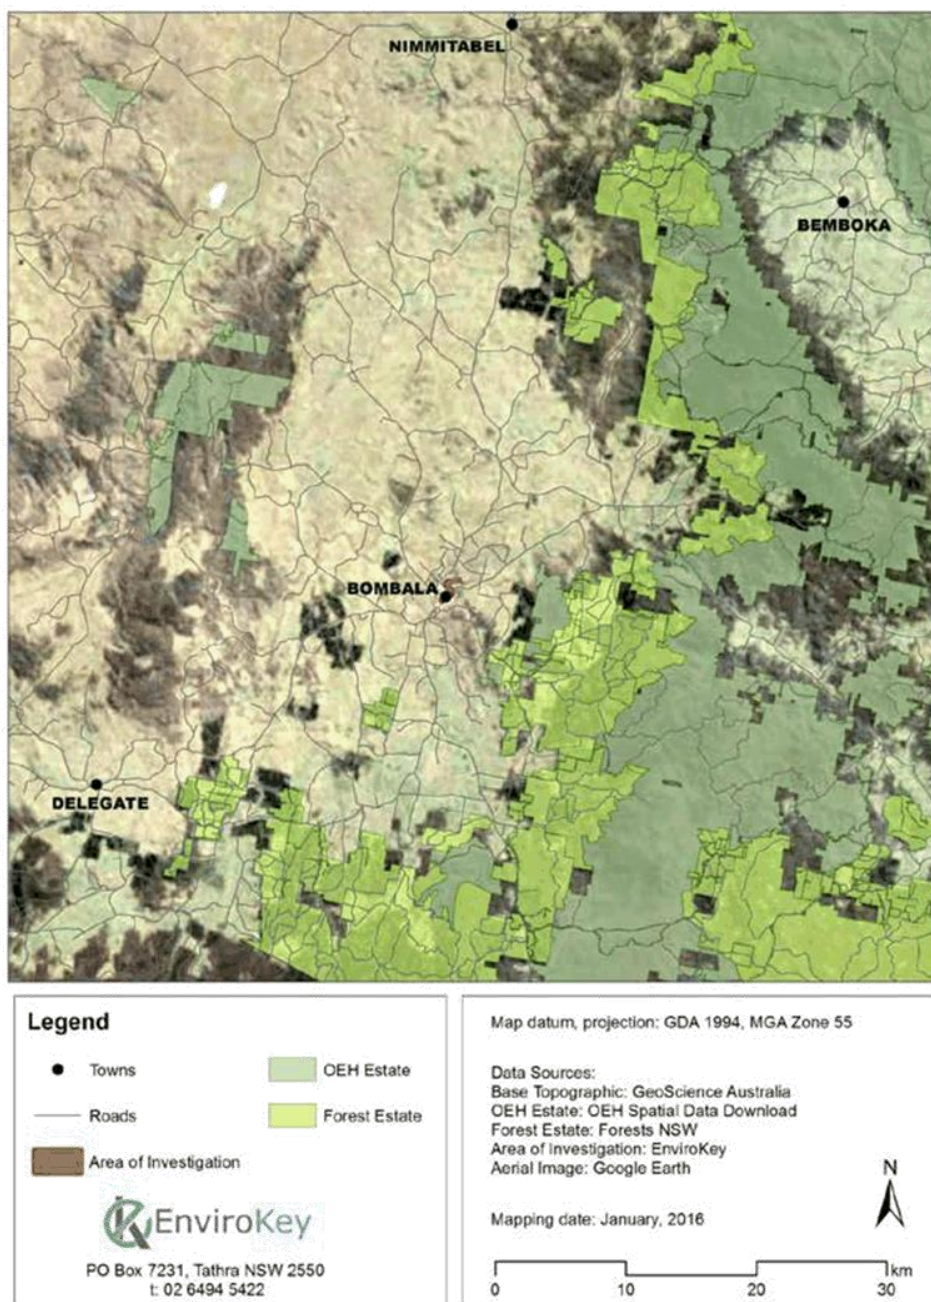 NIMMITABEL
BEMBOKA
BOMBALA
DELEGATE
Legend
Towns
OEH Estate
Roads
Forest Estate
Area of Investigation
EnviroKey
PO Box 7231, Tathra NSW 2550
t: 02 6494 5422
Map datum, projection: GDA 1994, MGA Zone 55
Data Sources:
Base Topographic: GeoScience Australia
OEH Estate: OEH Spatial Data Download
Forest Estate: Forests NSW
Area of Investigation: EnviroKey
Aerial Image: Google Earth
Mapping date: January, 2016
N
km
0 10 20 30